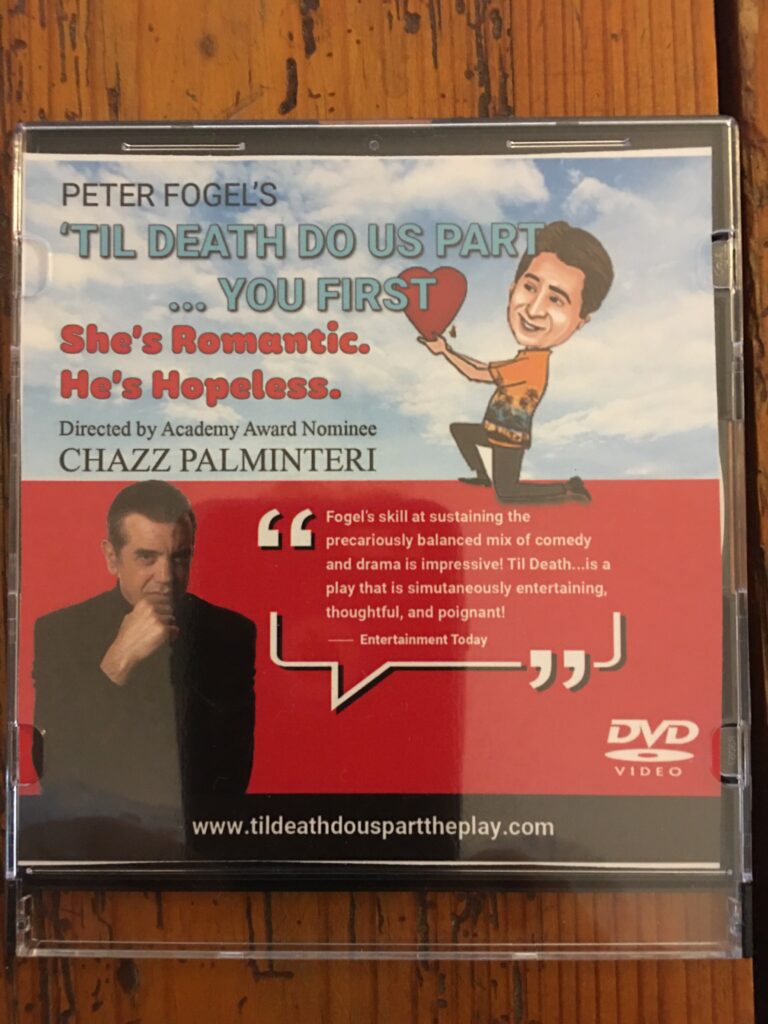 PETER FOGEL'S
'TIL DEATH DO US PART
... YOU FIRST
She's Romantic.
He's Hopeless.
Directed by Academy Award Nominee
CHAZZ PALMINTERI
“ Fogel's skill at sustaining the
precariously balanced mix of comedy
and drama is impressive! Til Death...is a
play that is simutaneously entertaining,
thoughtful, and poignant!
—— Entertainment Today ”
DVD
VIDEO
www.tildeathdouspparttheplay.com